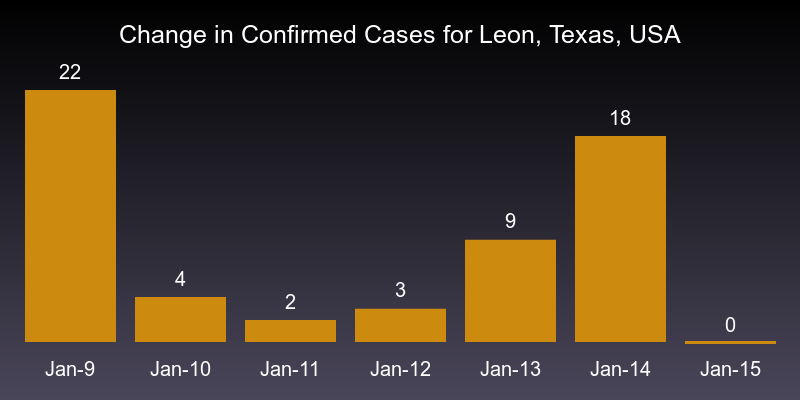 Change in Confirmed Cases for Leon, Texas, USA
22
4
2
3
9
18
0
Jan-9
Jan-10
Jan-11
Jan-12
Jan-13
Jan-14
Jan-15